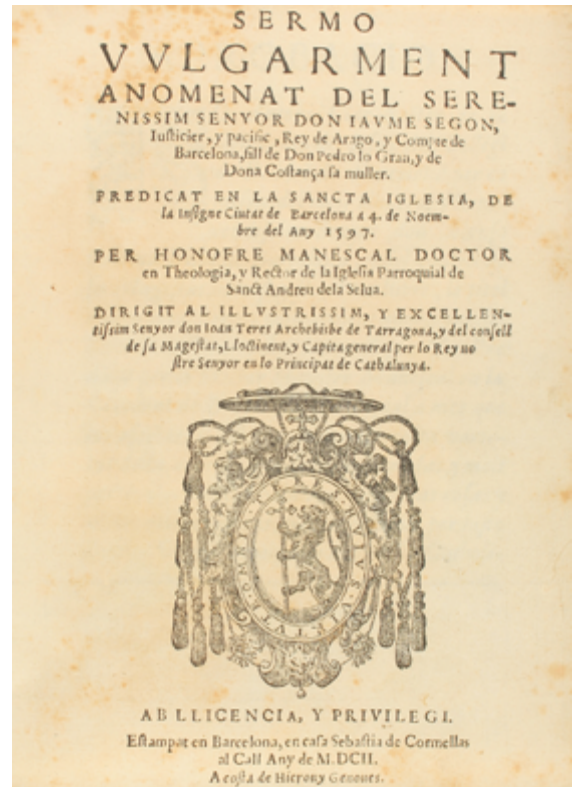 SERMO
VVLGARMENT
ANOMENAT DEL SERE-
NISSIM SENYOR DON IAVME SEGON,
Iusticier, y pacific, Rey de Arago, y Compte de
Barcelona, fill de Don Pedro lo Gran, y de
Dona Costança sa muller.
PREDICAT EN LA SANCTA IGLESIA, DE
la insigne Ciutat de Barcelona a 4. de Noem-
bre del Any 1597.
PER HONOFRE MANESCAL DOCTOR
en Theologia, y Rector de la Iglesia Parroquial de
Sanct Andreu dela Selua.
DIRIGIT AL ILLVSTRISSIM, Y EXCELLEN-
tissim Senyor don Ioan Teres Archebisbe de Tarragona, y del consell
de sa Magestat, Lloctinent, y Capita general per lo Rey no
stre Senyor en lo Principat de Cathalunya.
OMNIA TERES
AB LLICENCIA, Y PRIVILEGI.
Estampat en Barcelona, en casa Sebastia de Cormellas
al Call Any de M.DCII.
A costa de Hierony Genoues.